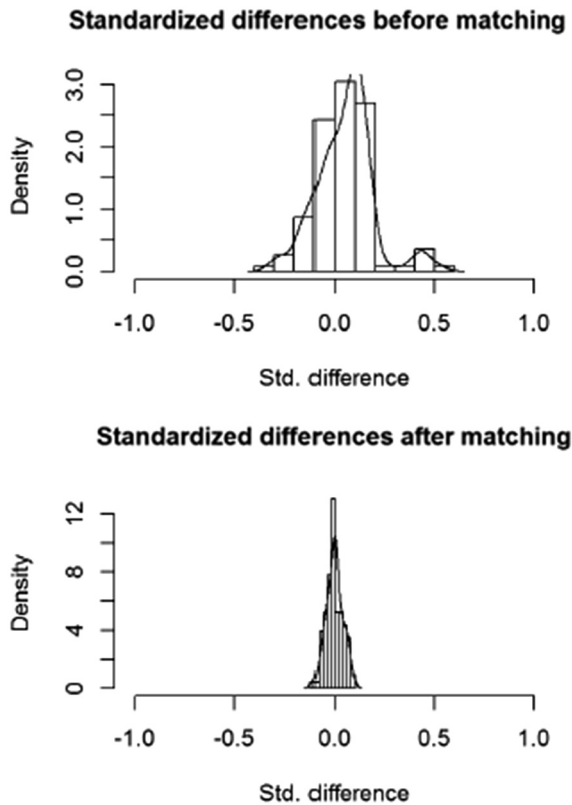 Standardized differences before matching
3.0
2.0
1.0
0.0
Density
-1.0 -0.5 0.0 0.5 1.0
Std. difference
Standardized differences after matching
12
8
4
0
Density
-1.0 -0.5 0.0 0.5 1.0
Std. difference